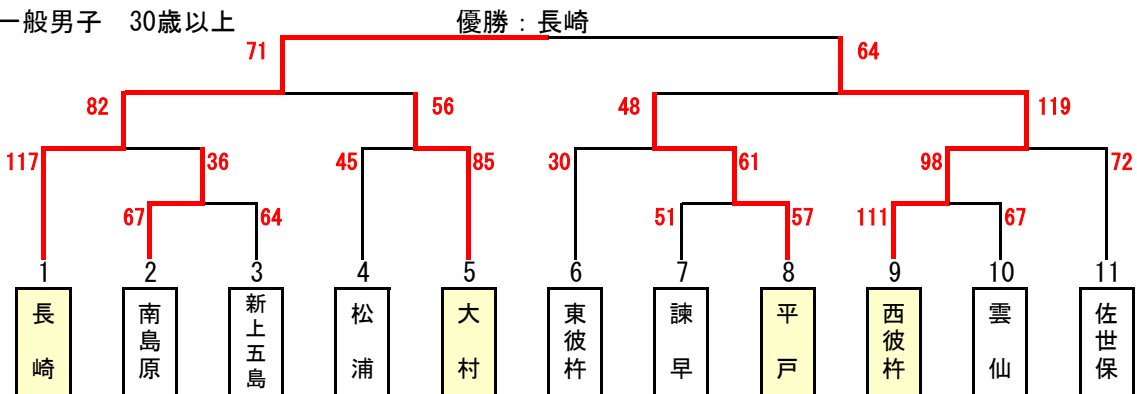 一般男子　30歳以上　優勝：長崎
71 64
82 56 48 119
117 36 45 85 30 61 98 72
67 64 51 57 111 67
1 2 3 4 5 6 7 8 9 10 11
長崎
南島原
新上五島
松浦
大村
東彼杵
諫早
平戸
西彼杵
雲仙
佐世保